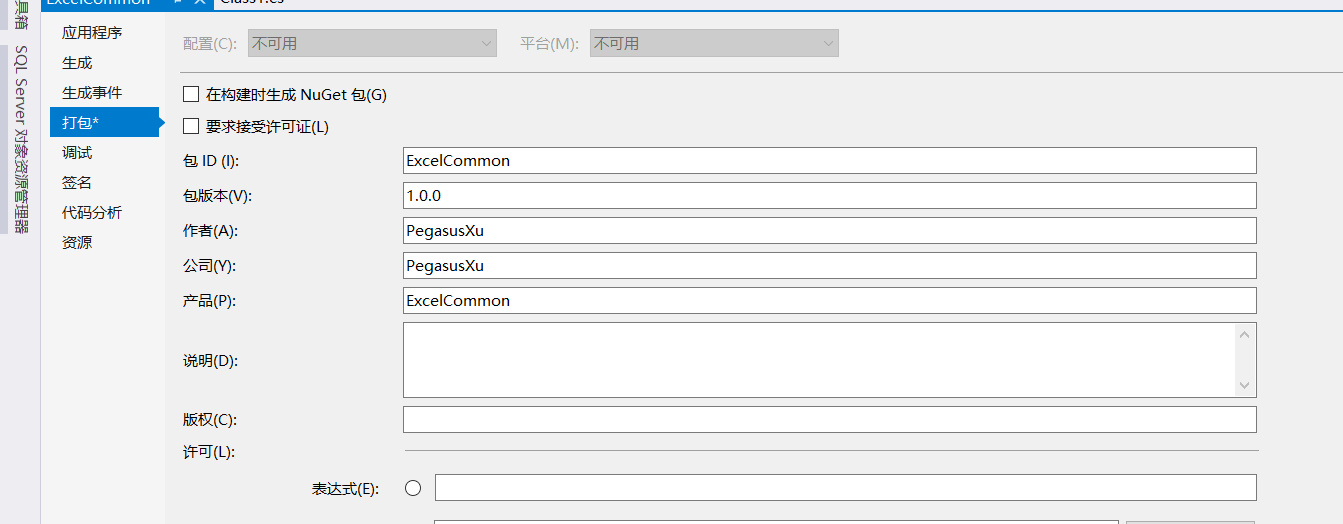 ExcelCommon
Class1.cs
具箱
SQL Server 对象资源管理器
应用程序
生成
生成事件
打包*
调试
签名
代码分析
资源
配置(C):
不可用
平台(M):
不可用
在构建时生成 NuGet 包(G)
要求接受许可证(L)
包 ID (I):
ExcelCommon
包版本(V):
1.0.0
作者(A):
PegasusXu
公司(Y):
PegasusXu
产品(P):
ExcelCommon
说明(D):
版权(C):
许可(L):
表达式(E):